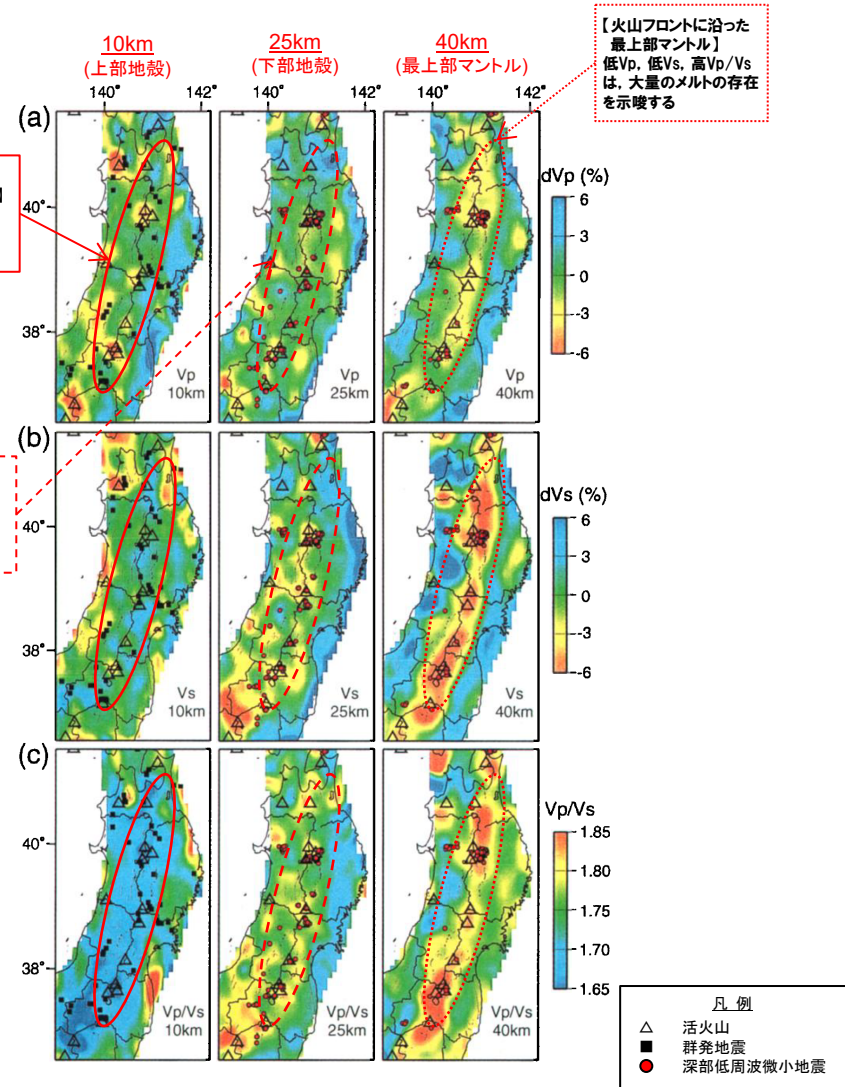 【火山フロントに沿った
最上部マントル】
低Vp，低Vs，高Vp/Vs
は，大量のメルトの存在
を示唆する
10km
(上部地殻)
25km
(下部地殻)
40km
(最上部マントル)
140° 142° 140° 142° 140° 142°
(a)
40°
38°
Vp
10km
Vp
25km
Vp
40km
dVp (%)
6
3
0
-3
-6
(b)
40°
38°
Vs
10km
Vs
25km
Vs
40km
dVs (%)
6
3
0
-3
-6
(c)
40°
38°
Vp/Vs
10km
Vp/Vs
25km
Vp/Vs
40km
Vp/Vs
1.85
1.80
1.75
1.70
1.65
凡 例
活火山
群発地震
深部低周波微小地震